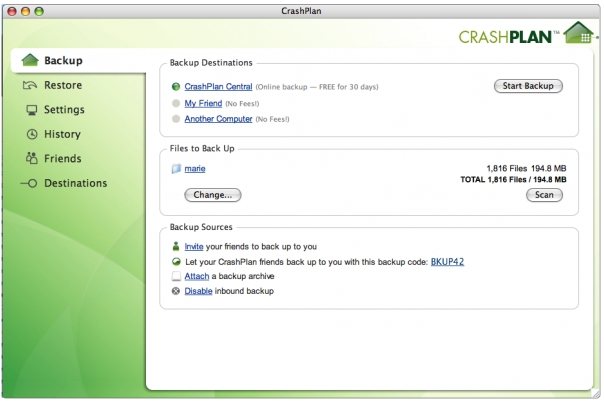 CrashPlan
CRASHPLAN™
Backup
Restore
Settings
History
Friends
Destinations
Backup Destinations
CrashPlan Central (Online backup — FREE for 30 days)
Start Backup
My Friend (No Fees!)
Another Computer (No Fees!)
Files to Back Up
marie 1,816 Files 194.8 MB
TOTAL 1,816 Files / 194.8 MB
Change... Scan
Backup Sources
Invite your friends to back up to you
Let your CrashPlan friends back up to you with this backup code: BKUP42
Attach a backup archive
Disable inbound backup